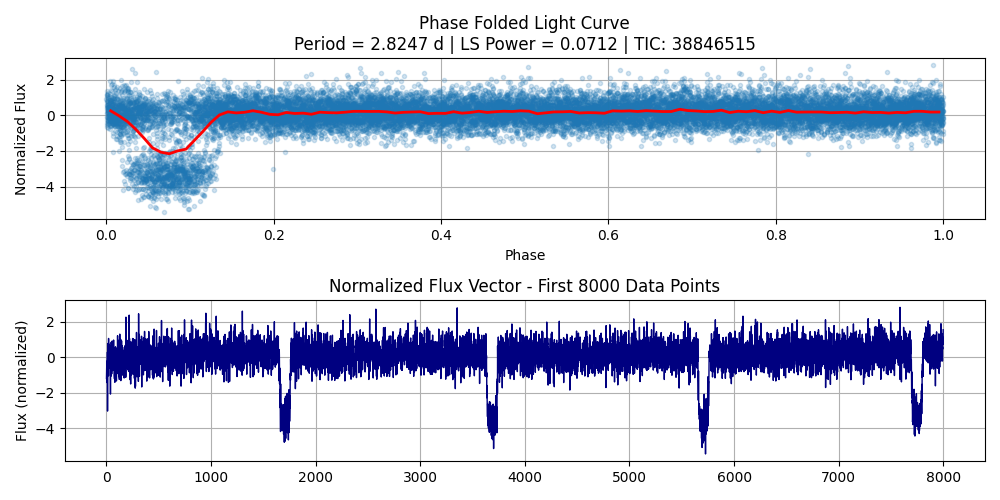 Phase Folded Light Curve
Period = 2.8247 d | LS Power = 0.0712 | TIC: 38846515
Normalized Flux
2
0
−2
−4
0.0 0.2 0.4 0.6 0.8 1.0
Phase
Normalized Flux Vector - First 8000 Data Points
Flux (normalized)
2
0
−2
−4
0 1000 2000 3000 4000 5000 6000 7000 8000